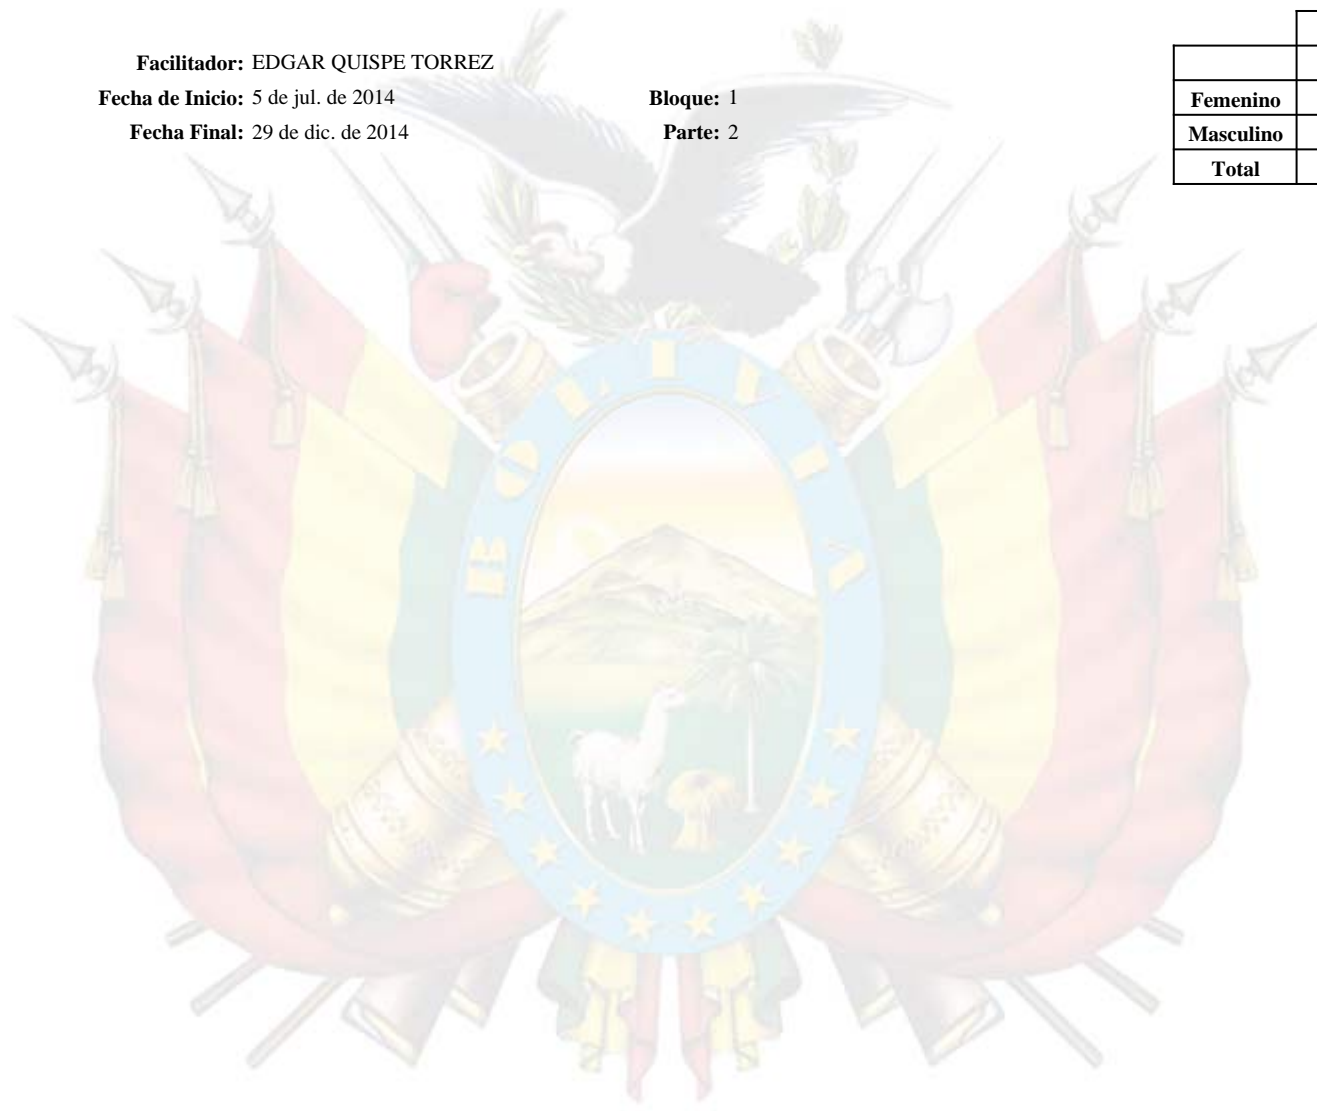 Facilitador: EDGAR QUISPE TORREZ
Fecha de Inicio: 5 de jul. de 2014 Bloque: 1
Fecha Final: 29 de dic. de 2014 Parte: 2
Femenino
Masculino
Total
BOLIVIA